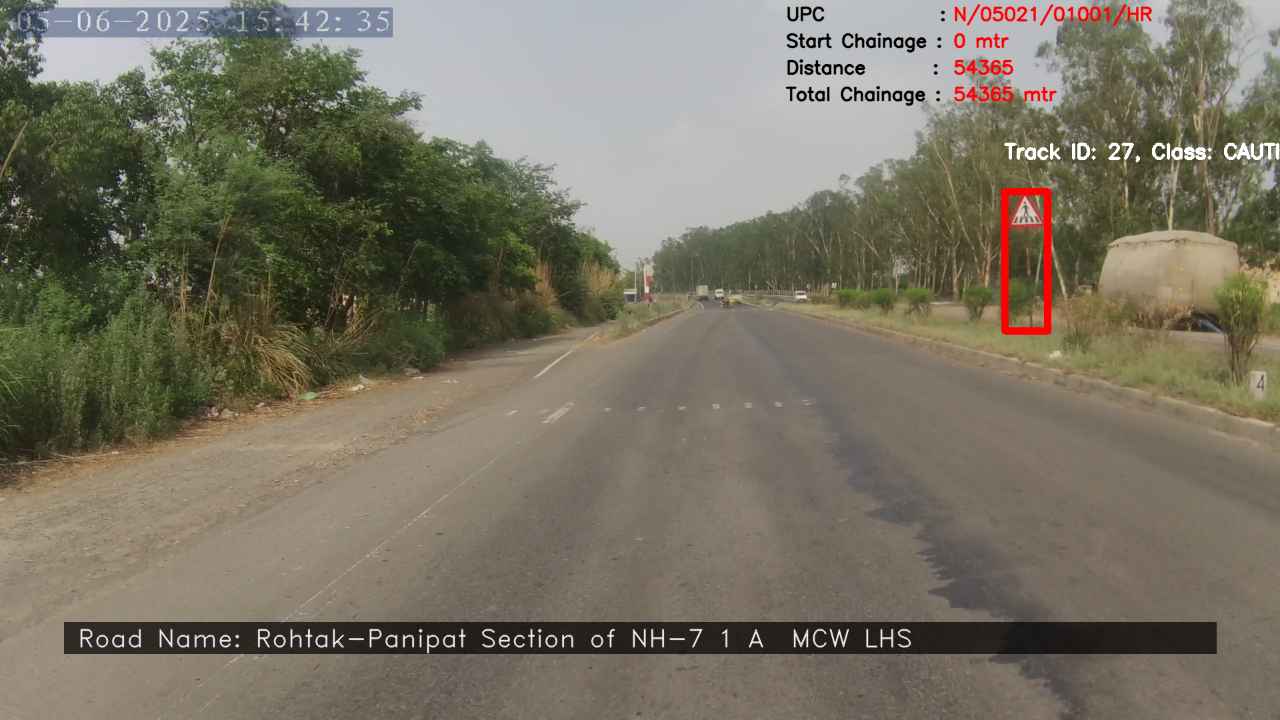 05-06-2025 15:42:35
UPC : N/05021/01001/HR
Start Chainage : 0 mtr
Distance : 54365
Total Chainage : 54365 mtr
Track ID: 27, Class: CAUTI
4
Road Name: Rohtak-Panipat Section of NH-7 1 A MCW LHS